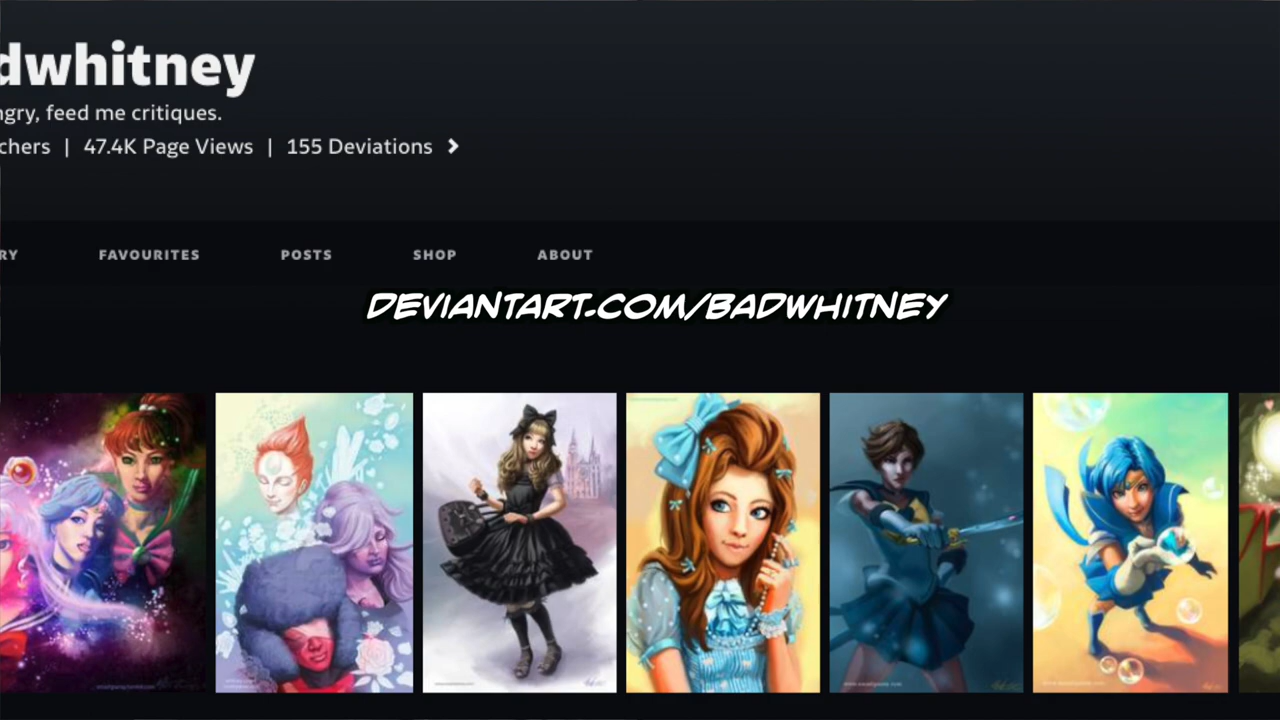 dwhitney
ngry, feed me critiques.
chers | 47.4K Page Views | 155 Deviations
RY FAVOURITES POSTS SHOP ABOUT
DEVIANTART.COM/BADWHITNEY